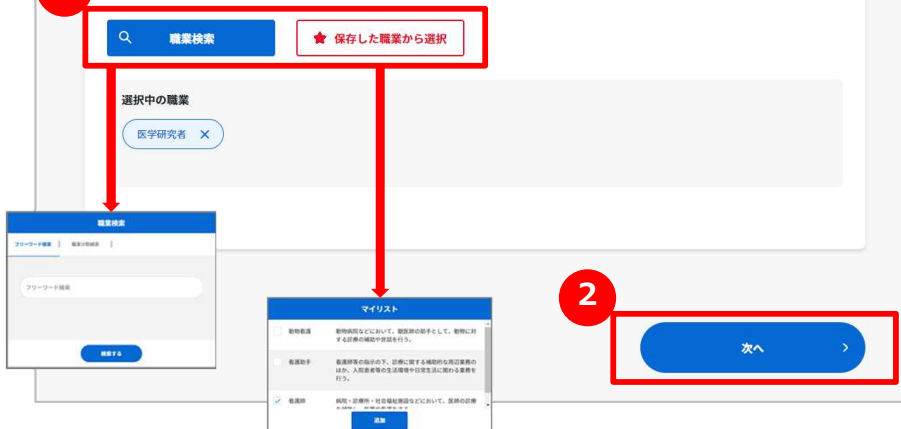 職業検索
保存した職業から選択
選択中の職業
医学研究者 ×
職業検索
フリーワード検索
職業分類検索
フリーワード検索
検索する
マイリスト
動物看護
動物病院などにおいて、獣医師の助手として、動物に対
する診療の補助や世話を行う。
看護助手
看護師等の指示の下、診療に関する補助的な周辺業務の
ほか、入院患者等の生活環境や日常生活に関わる業務を
行う。
看護師
病院・診療所・社会福祉施設などにおいて、医師の診療
追加
2
次へ